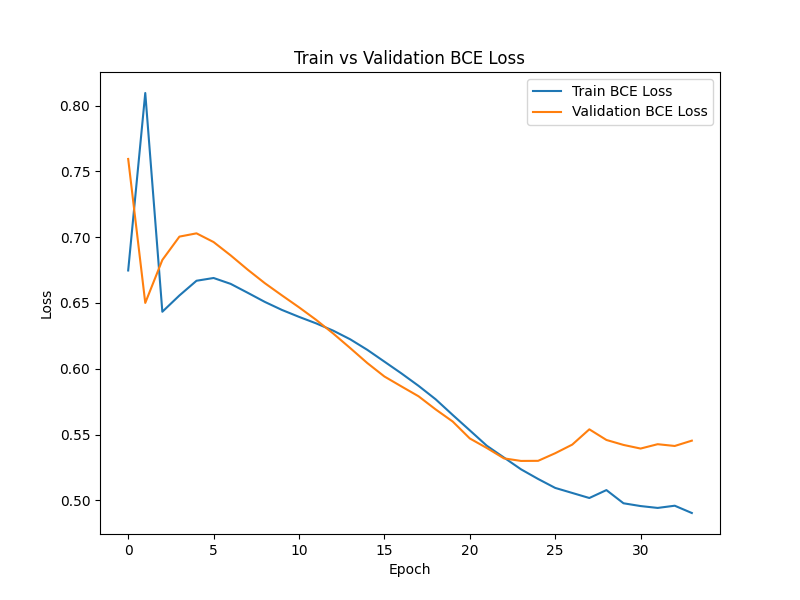 Train vs Validation BCE Loss
Train BCE Loss
Validation BCE Loss
0.80
0.75
0.70
0.65
0.60
0.55
0.50
Loss
0 5 10 15 20 25 30
Epoch